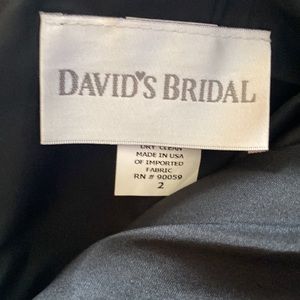 DAVID'S BRIDAL
DRY CLEAN
MADE IN USA
OF IMPORTED
FABRIC
RN # 90059
2